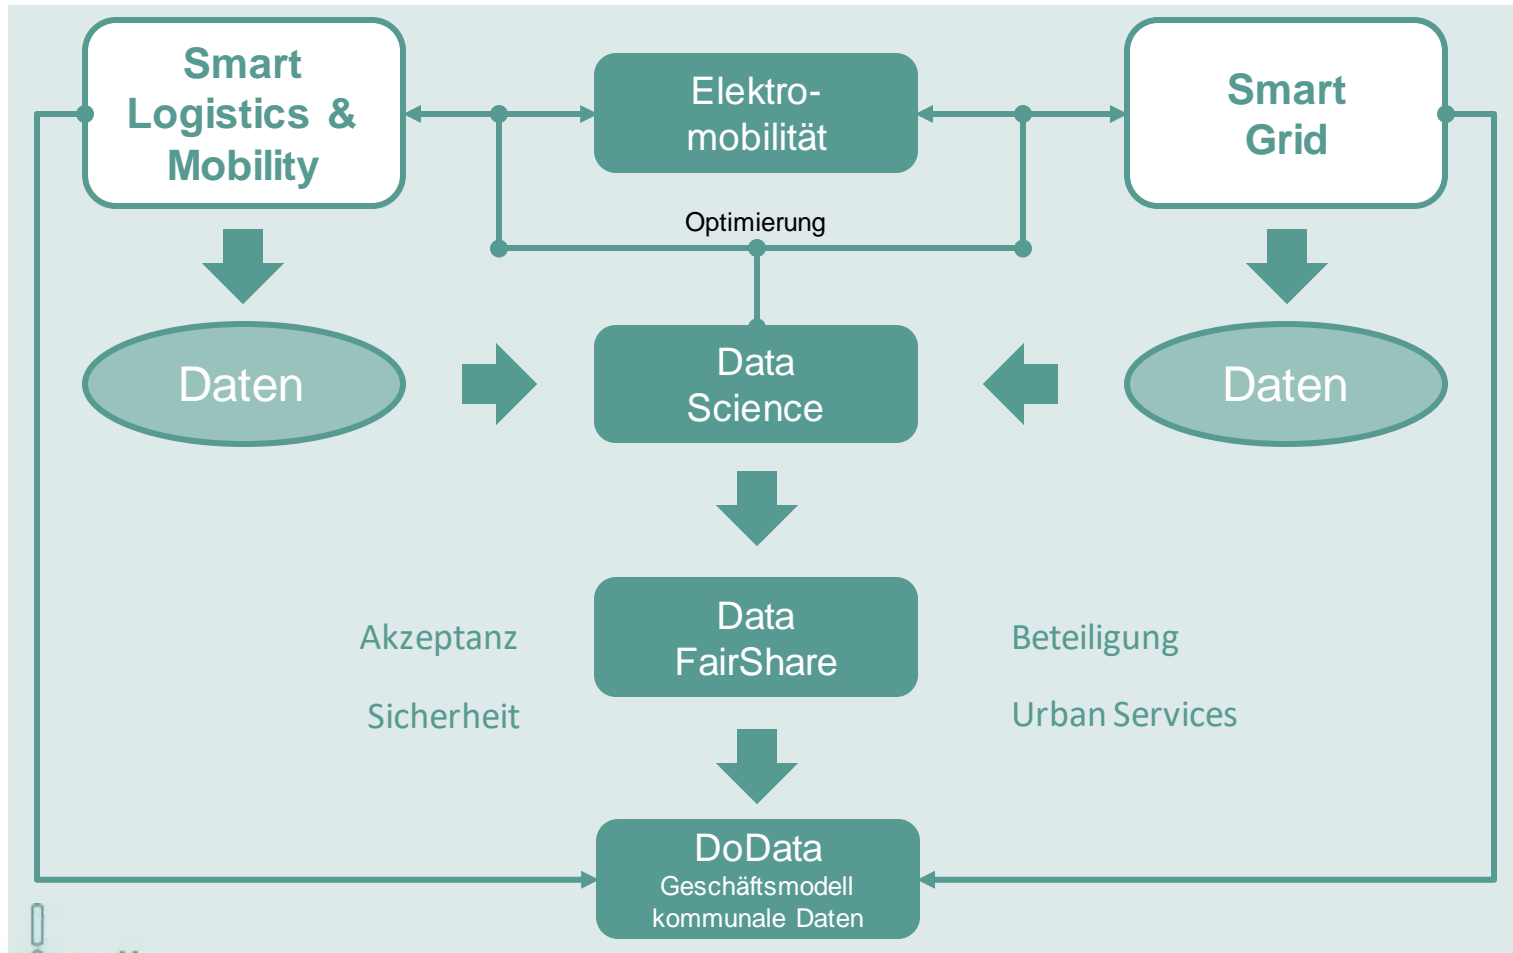 Smart
Logistics &
Mobility
Elektro-
mobilität
Smart
Grid
Optimierung
Daten
Data
Science
Daten
Data
FairShare
Akzeptanz
Sicherheit
Beteiligung
Urban Services
DoData
Geschäftsmodell
kommunale Daten